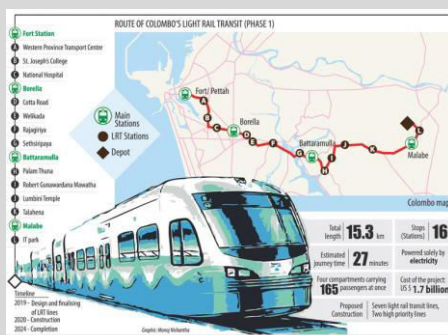 ROUTE OF COLOMBO'S LIGHT RAIL TRANSIT (PHASE 1)
Fort Station
A Western Province Transport Centre
B St. Joseph's College
C National Hospital
Borella
D Cotta Road
E Welikada
F Rajagiriya
G Sethsiripaya
Battaramulla
H Palam Thuna
I Robert Gunawardana Mawatha
J Lumbini Temple
K Talahena
Malabe
L IT park
Main
Stations
LRT Stations
Depot
Fort/ Pettah
A
B
C
Borella
D
E
F
G
Battaramulla
H
I
J
K
L
Malabe
Colombo map
Total
length
15.3 km
Stops
(Stations)
16
Estimated
journey time
27 minutes
Powered solely by
electricity
Four compartments carrying
165 passengers at once
Cost of the project
US $ 1.7 billion
Proposed
Construction
Seven light rail transit lines,
Two high priority lines
Timeline
2019 - Design and finalising
of LRT lines
2020 - Construction
2024 - Completion